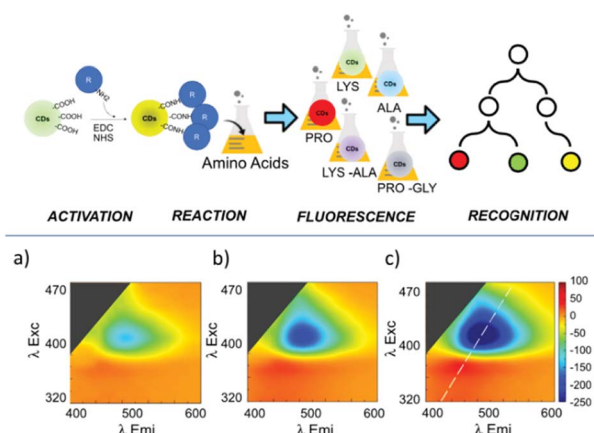 R
NH2
CDs
-COOH
-COOH
-COOH
EDC
NHS
CDs
-CONH
-CONH
-CONH
R
R
R
Amino Acids
CDs
LYS
CDs
ALA
CDs
PRO
CDs
LYS -ALA
CDs
PRO -GLY
ACTIVATION REACTION FLUORESCENCE RECOGNITION
a) b) c)
470 470 470 100
50
0
λ Exc λ Exc λ Exc
400 400 400 -50
-100
-150
-200
320 320 320 -250
400 500 600 400 500 600 400 500 600
λ Emi λ Emi λ Emi